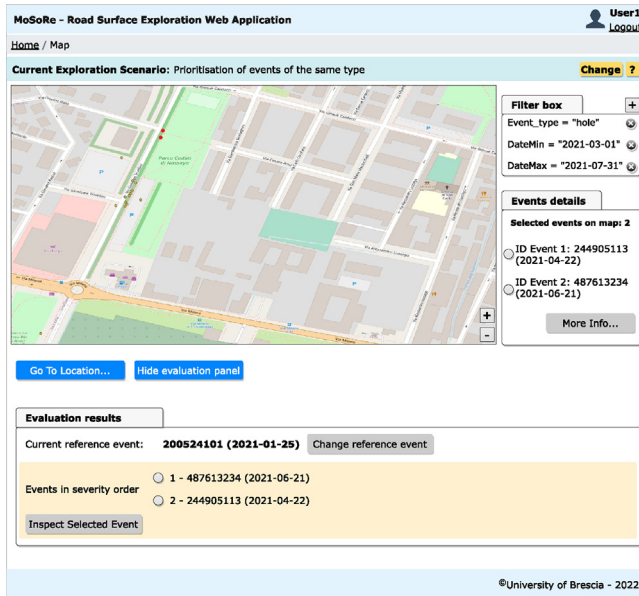 MoSoRe - Road Surface Exploration Web Application
User1
Logout
Home / Map
Current Exploration Scenario: Prioritisation of events of the same type
Change
?
Filter box
+
Event_type = "hole"
DateMin = "2021-03-01"
DateMax = "2021-07-31"
Events details
Selected events on map: 2
ID Event 1: 244905113
(2021-04-22)
ID Event 2: 487613234
(2021-06-21)
More Info...
+
-
Go To Location...
Hide evaluation panel
Evaluation results
Current reference event:
200524101 (2021-01-25)
Change reference event
Events in severity order
1 - 487613234 (2021-06-21)
2 - 244905113 (2021-04-22)
Inspect Selected Event
©University of Brescia - 2022